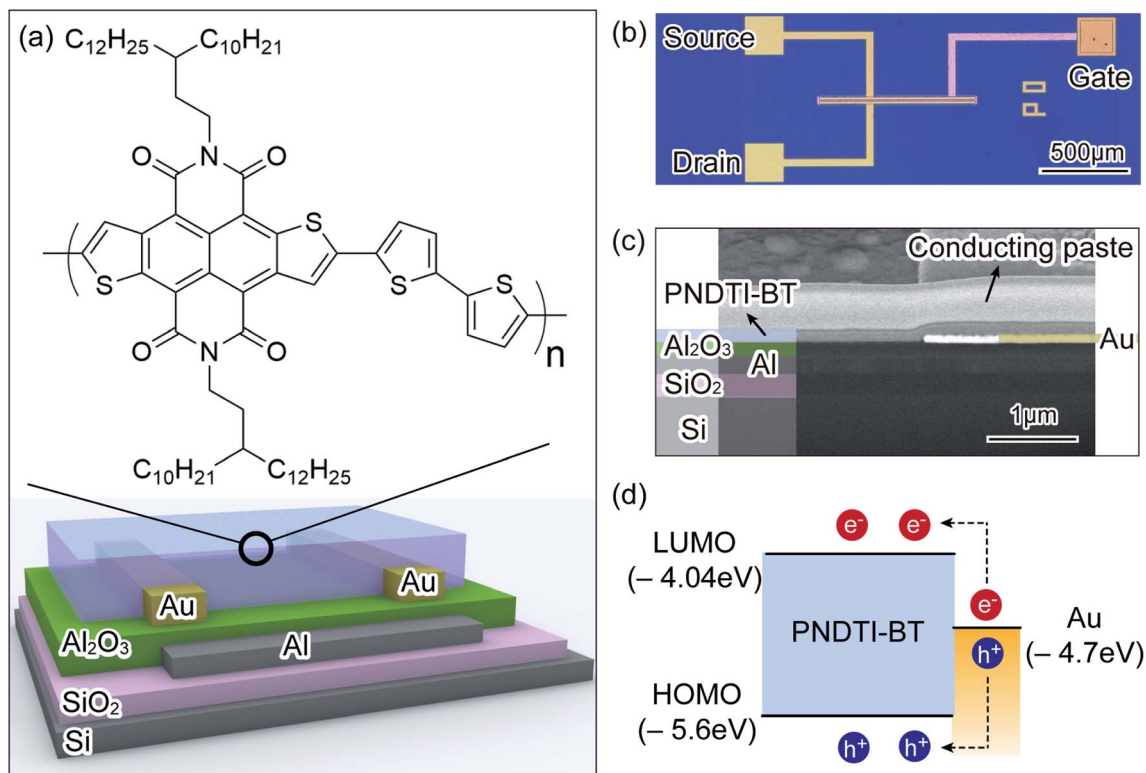 (a)
C₁₂H₂₅ C₁₀H₂₁
O N O
S
S
S
S
O N O
n
C₁₀H₂₁ C₁₂H₂₅
Au
Au
Al₂O₃
Al
SiO₂
Si
(b)
Source
Gate
PD
Drain
500μm
(c)
Conducting paste
PNDTI-BT
Au
Al₂O₃
Al
SiO₂
Si
1μm
(d)
e⁻ e⁻
LUMO
(– 4.04eV)
e⁻
PNDTI-BT
Au
h⁺
(– 4.7eV)
HOMO
(– 5.6eV)
h⁺ h⁺